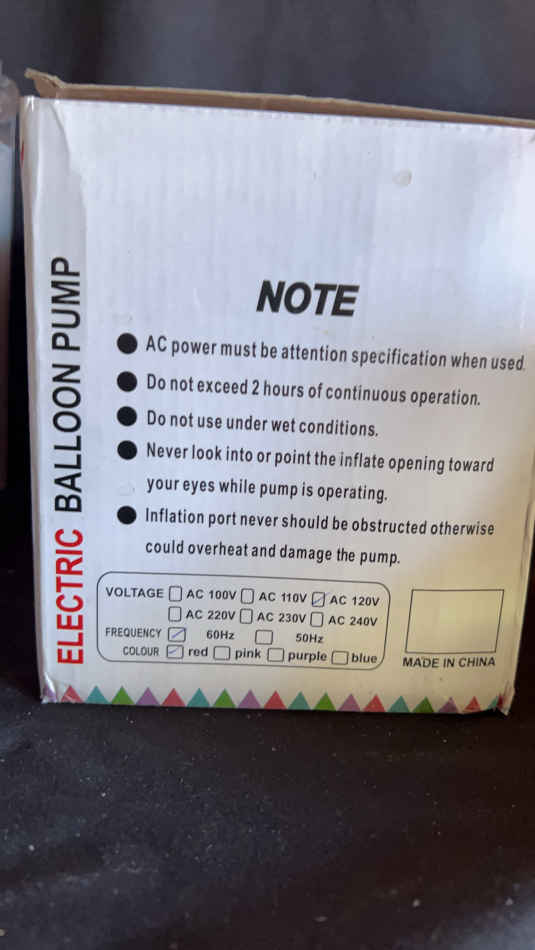 ELECTRIC BALLOON PUMP
NOTE
AC power must be attention specification when used.
Do not exceed 2 hours of continuous operation.
Do not use under wet conditions.
Never look into or point the inflate opening toward
your eyes while pump is operating.
Inflation port never should be obstructed otherwise
could overheat and damage the pump.
VOLTAGE AC 100V AC 110V AC 120V
AC 220V AC 230V AC 240V
FREQUENCY 60Hz 50Hz
COLOUR red pink purple blue
MADE IN CHINA